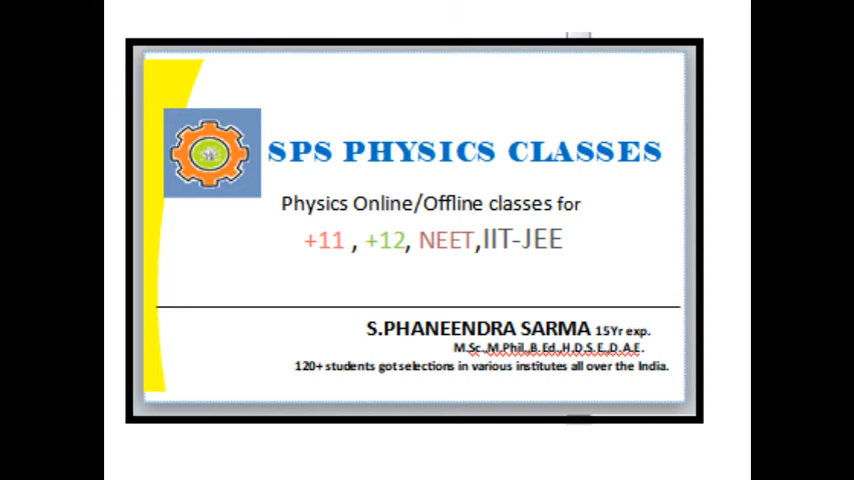 SPS PHYSICS CLASSES
Physics Online/Offline classes for
+11 , +12, NEET,IIT-JEE
S.PHANEENDRA SARMA 15Yr exp.
M.Sc.,M.Phil.,B.Ed.,H.D.S.E.,D.A.E.
120+ students got selections in various institutes all over the India.